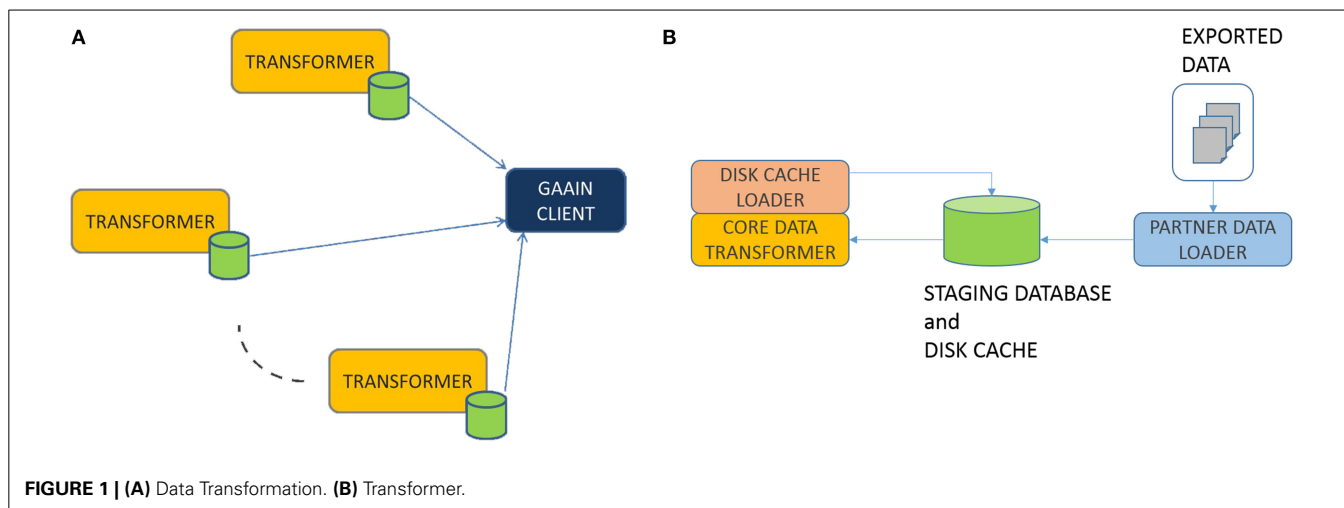 A
TRANSFORMER
TRANSFORMER
TRANSFORMER
GAAIN
CLIENT
B
EXPORTED
DATA
DISK CACHE
LOADER
CORE DATA
TRANSFORMER
PARTNER DATA
LOADER
STAGING DATABASE
and
DISK CACHE
FIGURE 1 | (A) Data Transformation. (B) Transformer.